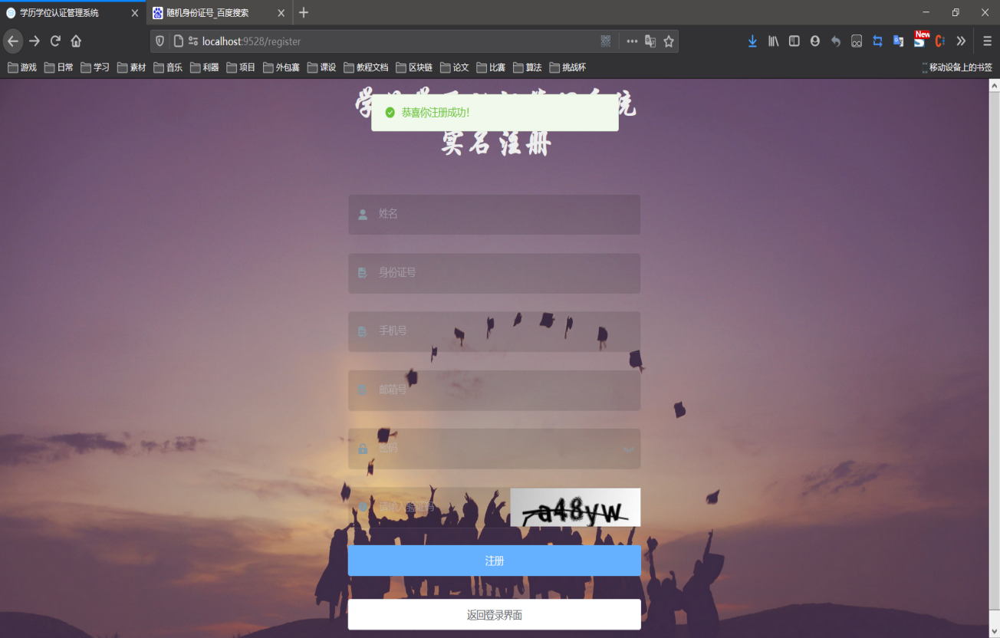 学历学位认证管理系统
随机身份证号_百度搜索
localhost:9528/register
New
游戏 日常 学习 素材 音乐 利器 项目 外包赛 课设 教程文档 区块链 论文 比赛 算法 挑战杯 移动设备上的书签
恭喜你注册成功!
实名注册
姓名
身份证号
手机号
邮箱号
密码
请输入验证码
a48yw
注册
返回登录界面